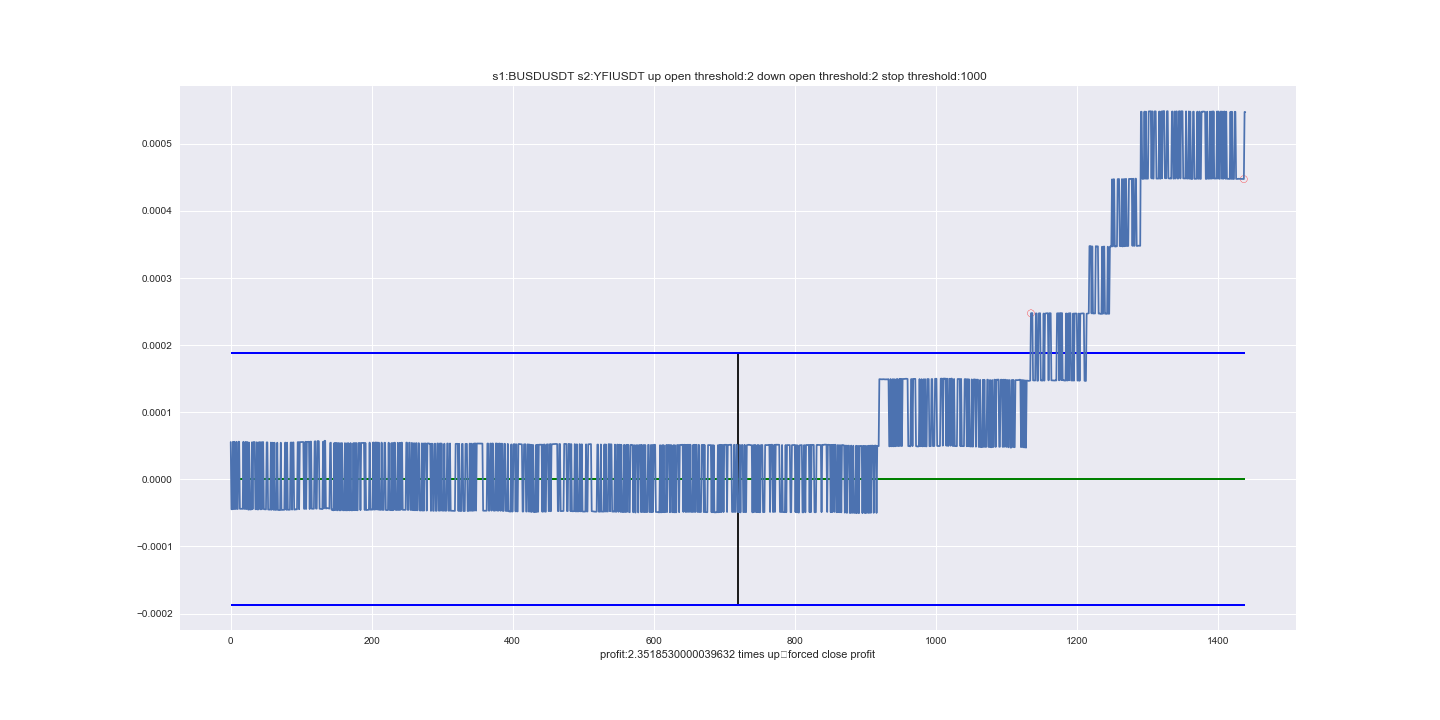 s1:BUSDUSDT s2:YFIUSDT up open threshold:2 down open threshold:2 stop threshold:1000
0.0005
0.0004
0.0003
0.0002
0.0001
0.0000
−0.0001
−0.0002
0 200 400 600 800 1000 1200 1400
profit:2.3518530000039632 times up▯forced close profit